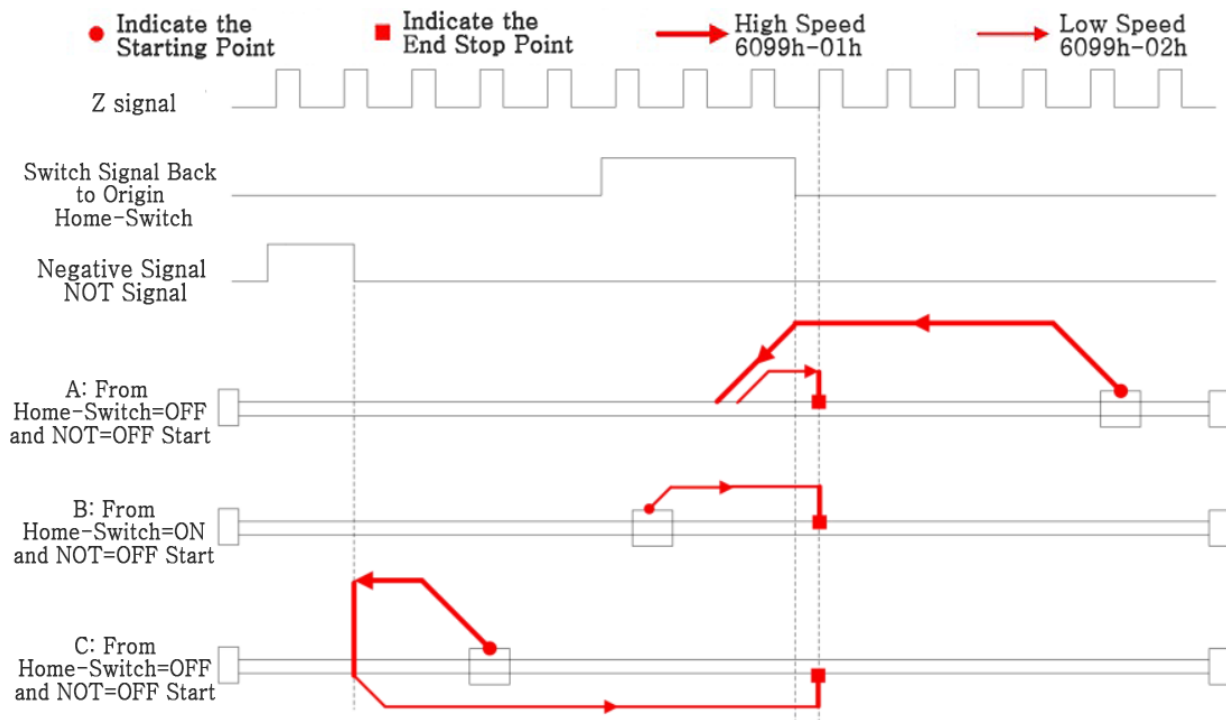 Indicate the
Starting Point
Indicate the
End Stop Point
High Speed
6099h-01h
Low Speed
6099h-02h
Z signal
Switch Signal Back
to Origin
Home-Switch
Negative Signal
NOT Signal
A: From
Home-Switch=OFF
and NOT=OFF Start
B: From
Home-Switch=ON
and NOT=OFF Start
C: From
Home-Switch=OFF
and NOT=OFF Start